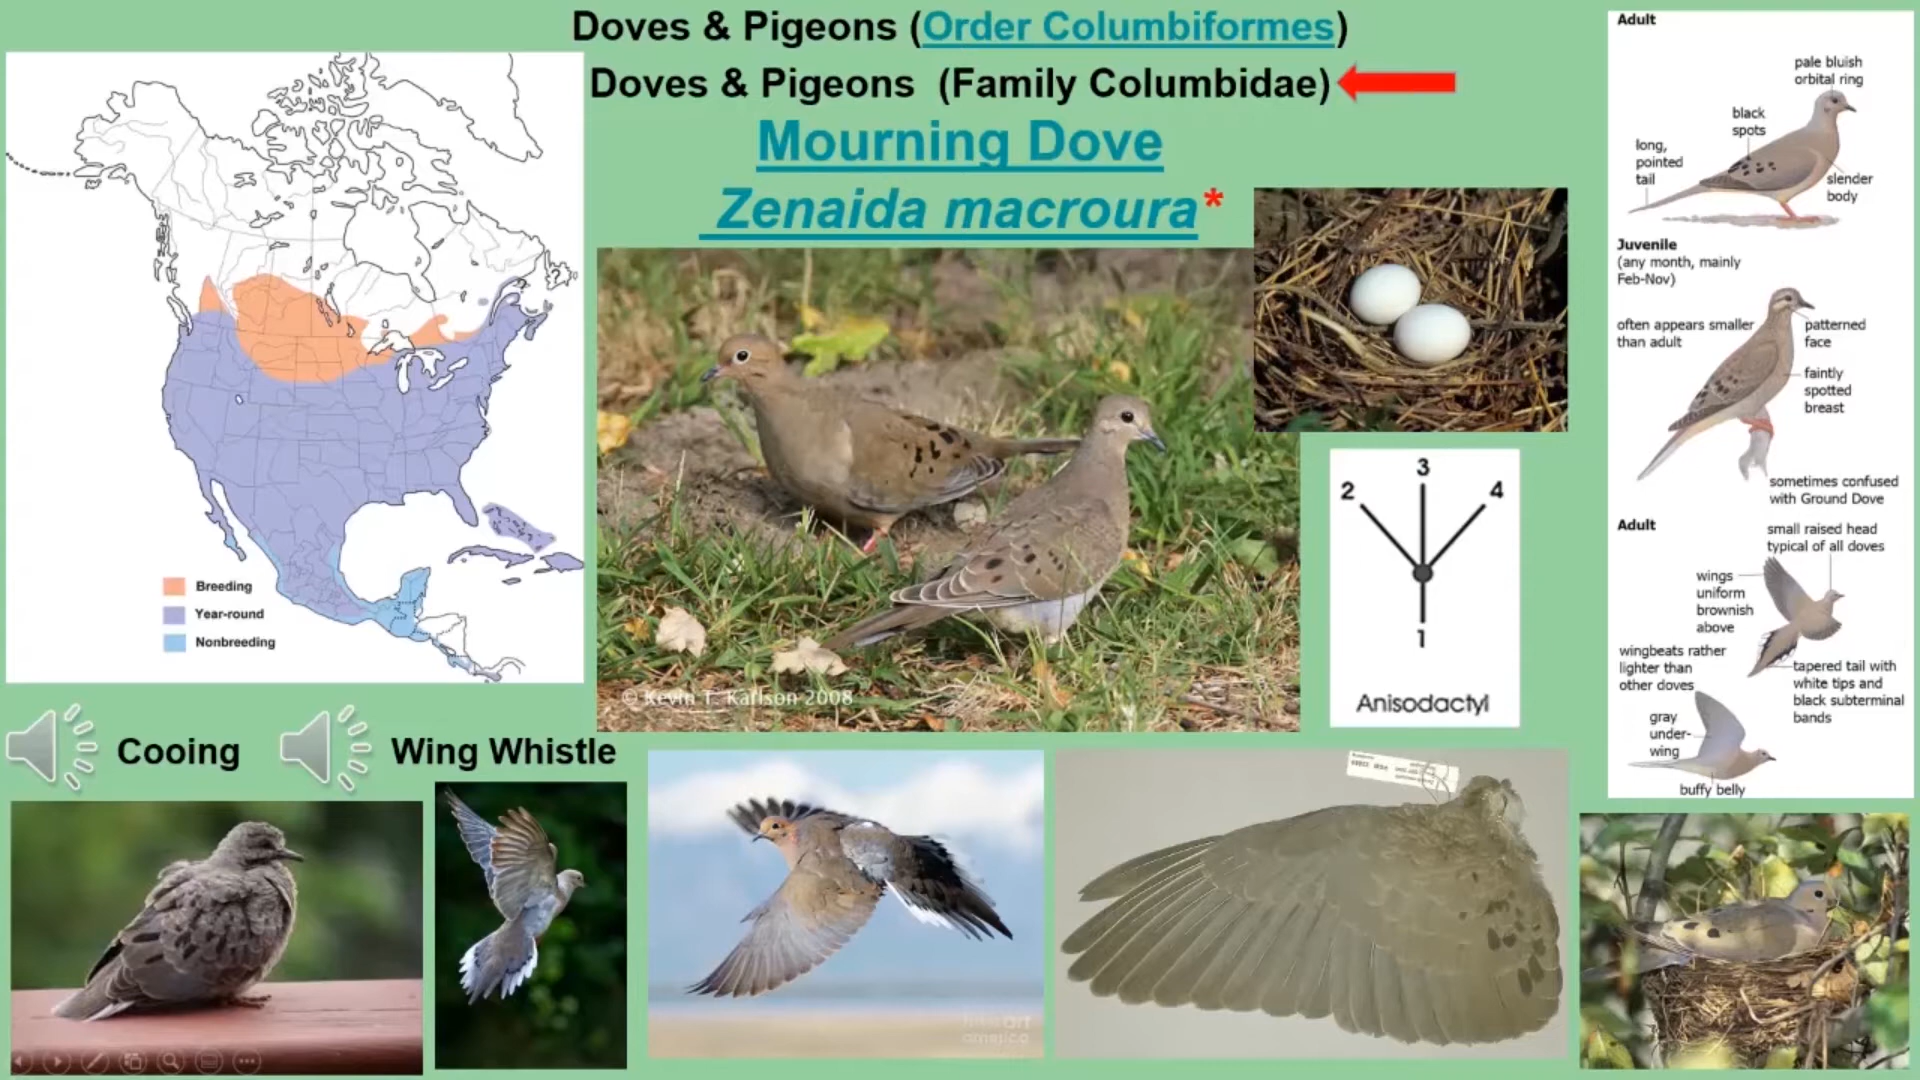 Doves & Pigeons (Order Columbiformes)
Doves & Pigeons (Family Columbidae)
Mourning Dove
Zenaida macroura*
Breeding
Year-round
Nonbreeding
?
© Kevin T. Karlson 2008
2
3
4
1
Anisodactyl
Adult
pale bluish
orbital ring
black
spots
long,
pointed
tail
slender
body
Juvenile
(any month, mainly
Feb-Nov)
often appears smaller
than adult
patterned
face
faintly
spotted
breast
sometimes confused
with Ground Dove
Adult
small raised head
typical of all doves
wings
uniform
brownish
above
wingbeats rather
lighter than
other doves
tapered tail with
white tips and
black subterminal
bands
gray
under-
wing
buffy belly
Cooing
Wing Whistle